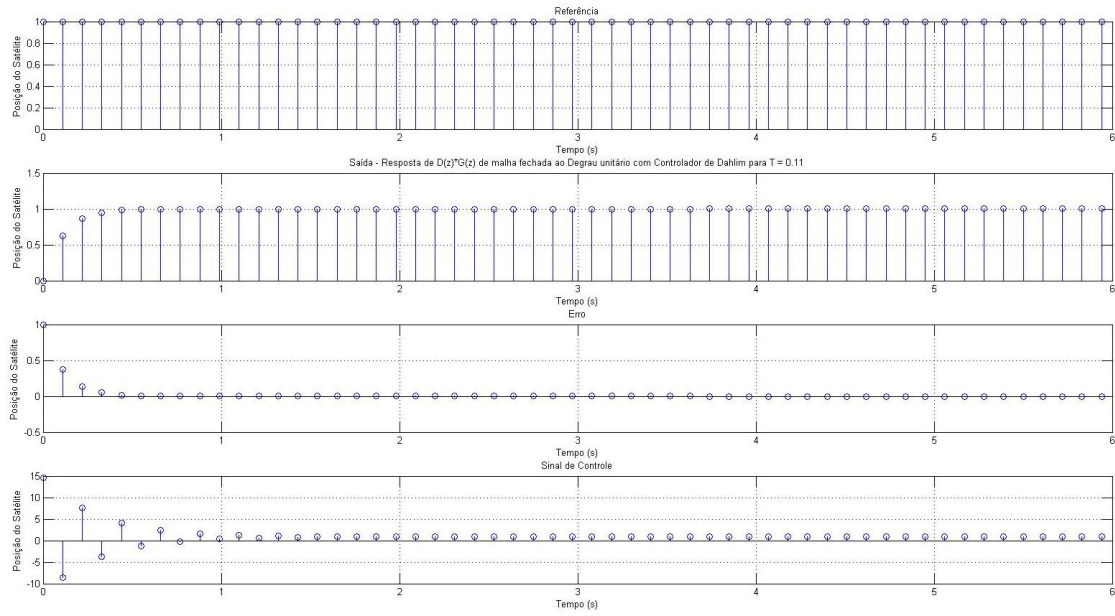 Referência
Posição do Satélite
1
0.8
0.6
0.4
0.2
0
0 1 2 3 4 5 6
Tempo (s)
Saída - Resposta de D(z)*G(z) de malha fechada ao Degrau unitário com Controlador de Dahlim para T = 0.11
Posição do Satélite
1.5
1
0.5
0
0 1 2 3 4 5 6
Tempo (s)
Erro
Posição do Satélite
1
0.5
0
-0.5
0 1 2 3 4 5 6
Tempo (s)
Sinal de Controle
Posição do Satélite
15
10
5
0
-5
-10
0 1 2 3 4 5 6
Tempo (s)